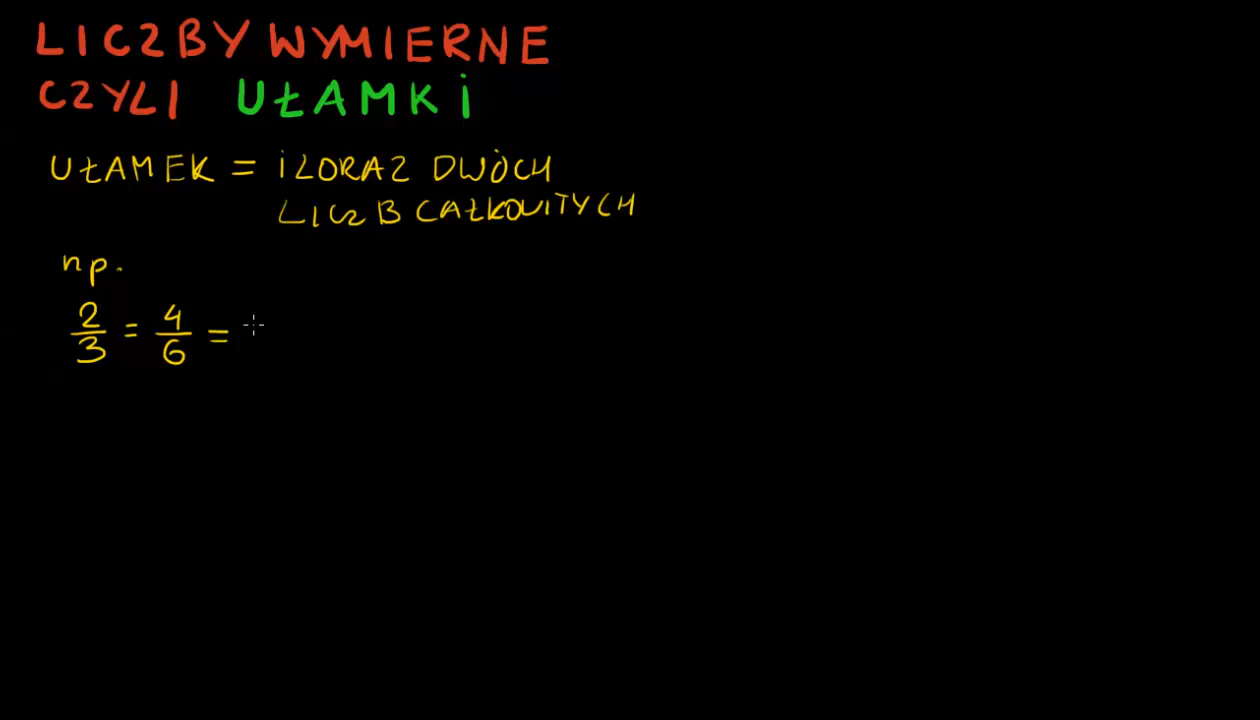 LICZBY WYMIERNE
CZYLI UŁAMKI
UŁAMEK = ILORAZ DWÓCH
LICZB CAŁKOWITYCH
np.
2/3 = 4/6 =